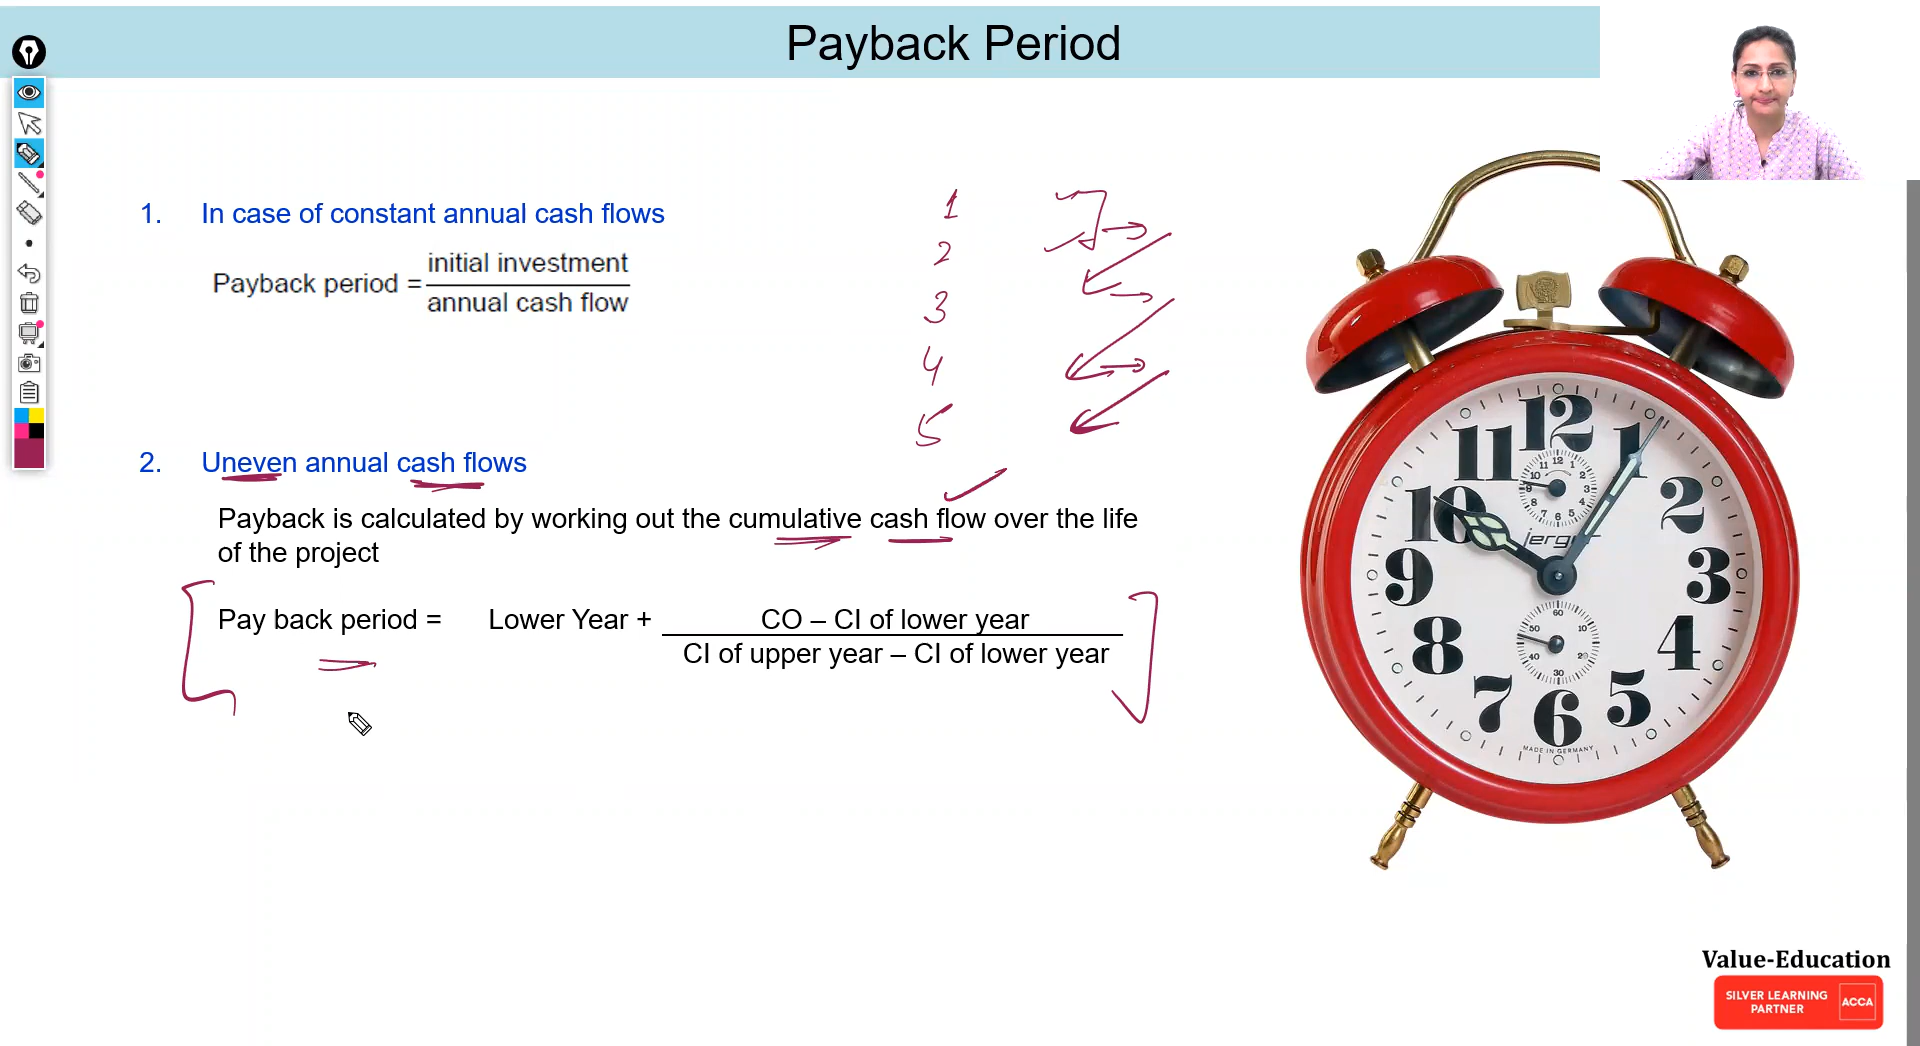 Payback Period
1. In case of constant annual cash flows
Payback period = initial investment
annual cash flow
1
2
3
4
5
2. Uneven annual cash flows
Payback is calculated by working out the cumulative cash flow over the life
of the project
Pay back period = Lower Year + CO – CI of lower year
CI of upper year – CI of lower year
12
1
2
3
4
5
6
7
8
9
10
11
MADE IN GERMANY
Value-Education
SILVER LEARNING
PARTNER
ACCA